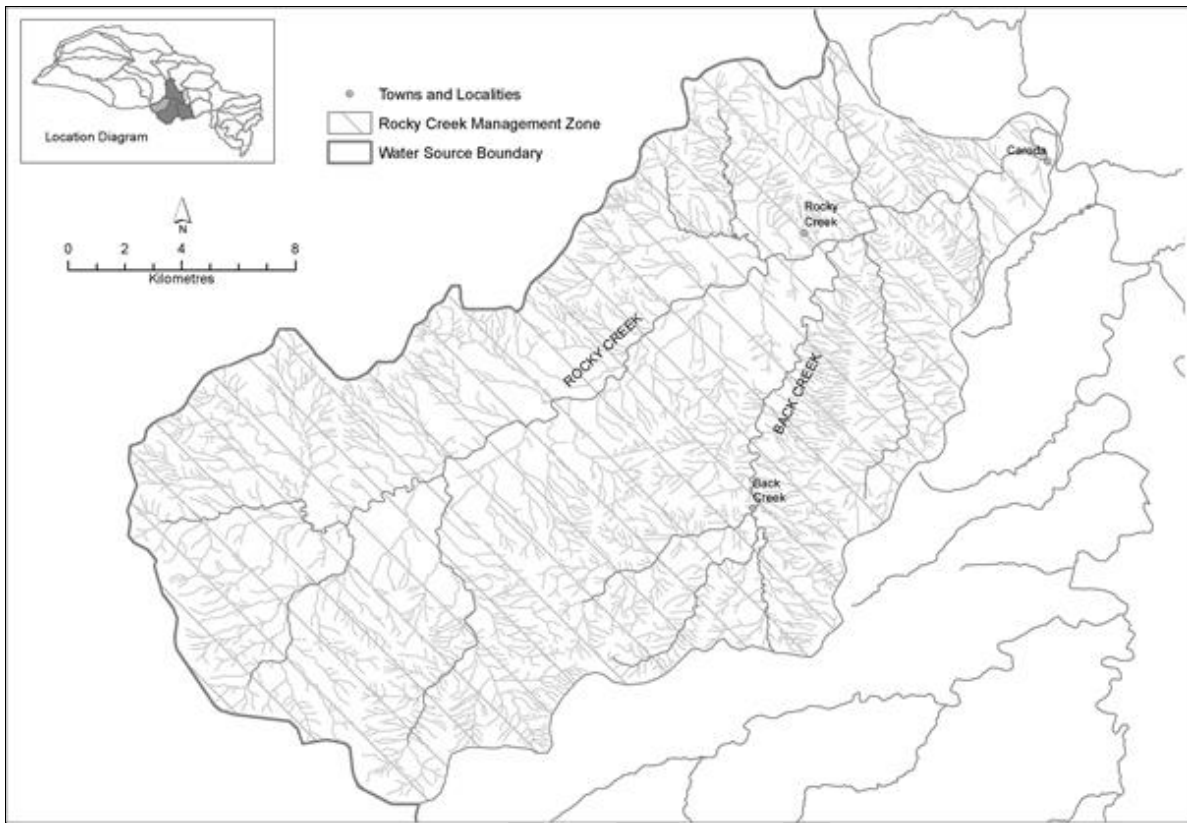 Location Diagram
Towns and Localities
Rocky Creek Management Zone
Water Source Boundary
N
0 2 4 8
Kilometres
Caroda
Rocky
Creek
ROCKY CREEK
BACK CREEK
Back
Creek